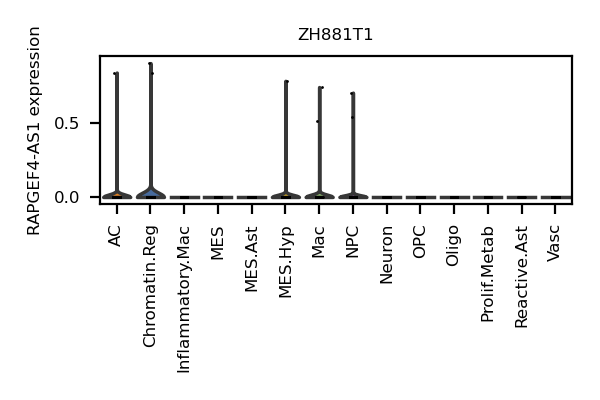 ZH881T1
RAPGEF4-AS1 expression
0.5
0.0
AC
Chromatin.Reg
Inflammatory.Mac
MES
MES.Ast
MES.Hyp
Mac
NPC
Neuron
OPC
Oligo
Prolif.Metab
Reactive.Ast
Vasc